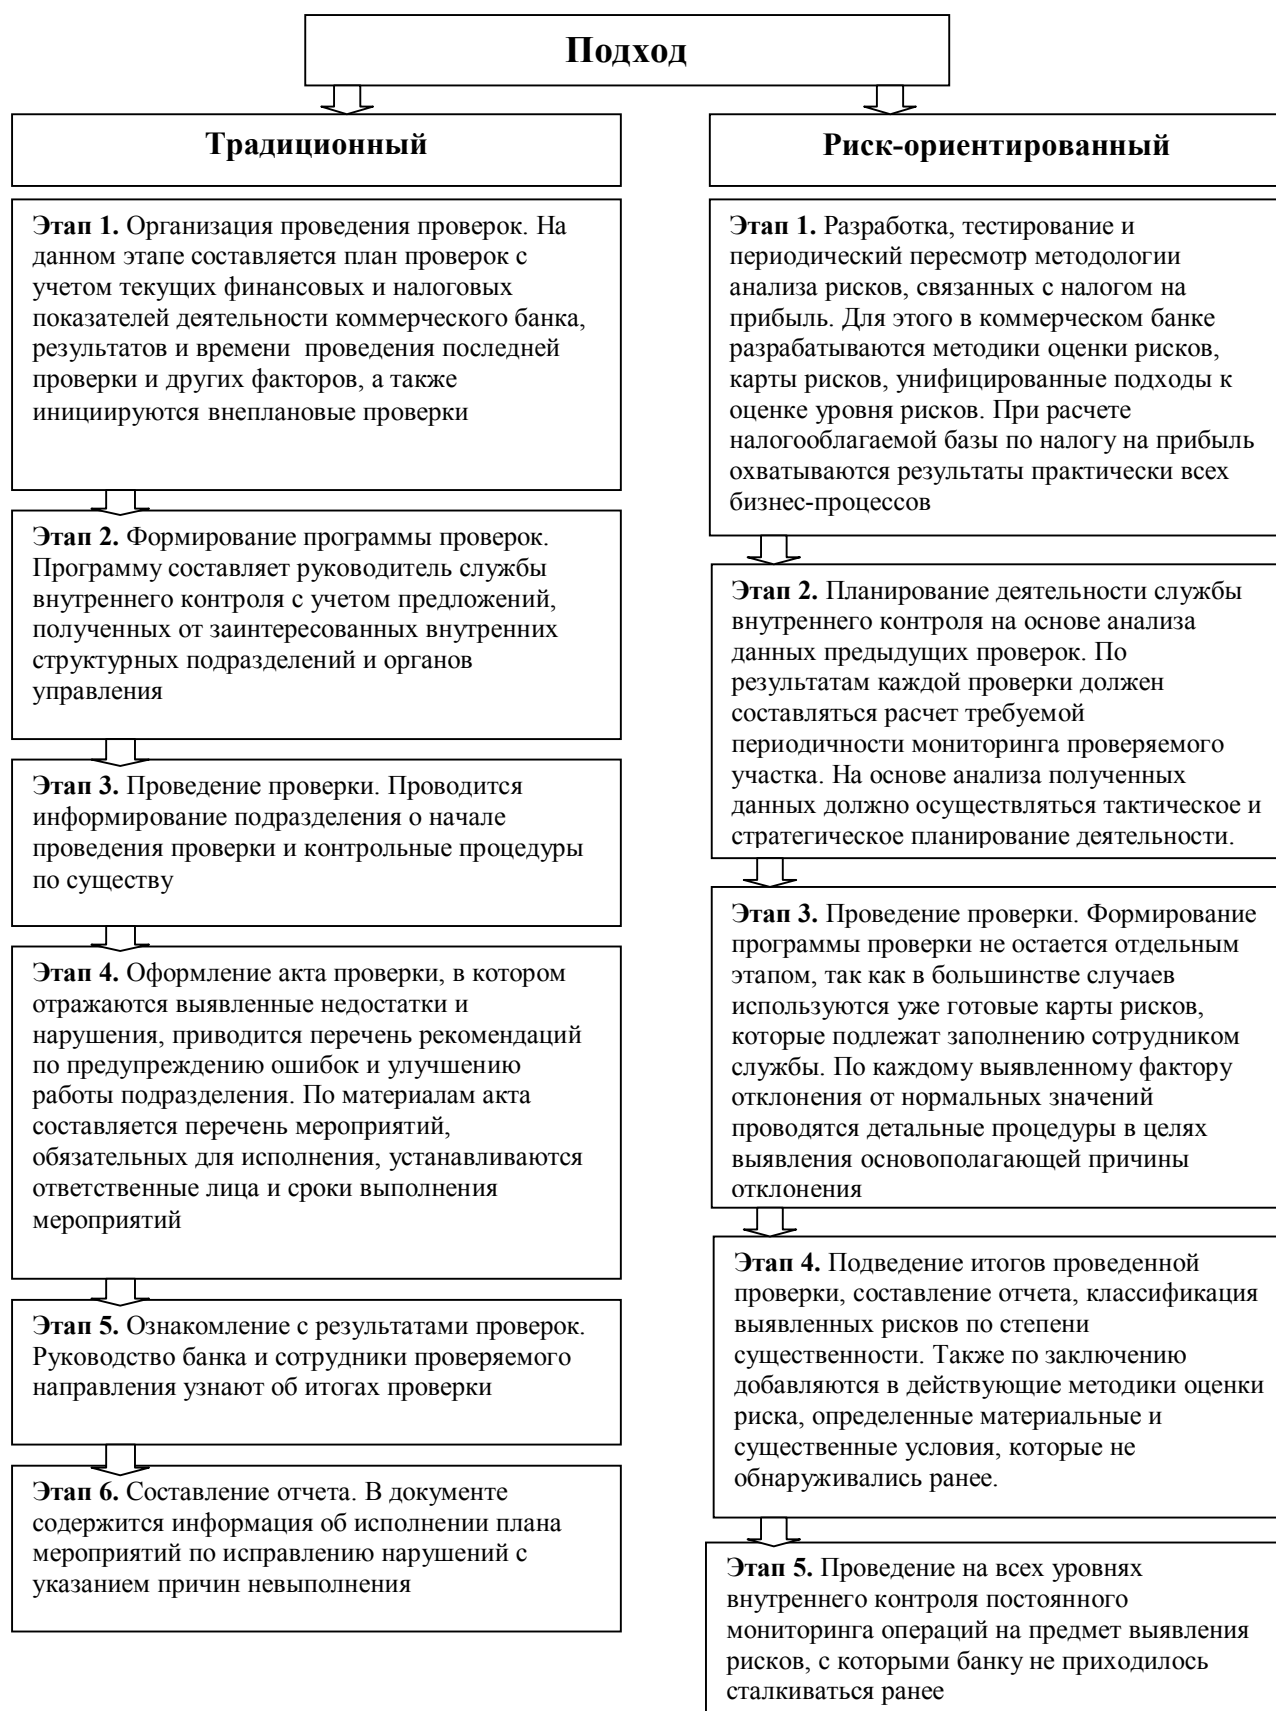 Подход
Традиционный
Этап 1. Организация проведения проверок. На
данном этапе составляется план проверок с
учетом текущих финансовых и налоговых
показателей деятельности коммерческого банка,
результатов и времени проведения последней
проверки и других факторов, а также
инициируются внеплановые проверки
Этап 2. Формирование программы проверок.
Программу составляет руководитель службы
внутреннего контроля с учетом предложений,
полученных от заинтересованных внутренних
структурных подразделений и органов
управления
Этап 3. Проведение проверки. Проводится
информирование подразделения о начале
проведения проверки и контрольные процедуры
по существу
Этап 4. Оформление акта проверки, в котором
отражаются выявленные недостатки и
нарушения, приводится перечень рекомендаций
по предупреждению ошибок и улучшению
работы подразделения. По материалам акта
составляется перечень мероприятий,
обязательных для исполнения, устанавливаются
ответственные лица и сроки выполнения
мероприятий
Этап 5. Ознакомление с результатами проверок.
Руководство банка и сотрудники проверяемого
направления узнают об итогах проверки
Этап 6. Составление отчета. В документе
содержится информация об исполнении плана
мероприятий по исправлению нарушений с
указанием причин невыполнения
Риск-ориентированный
Этап 1. Разработка, тестирование и
периодический пересмотр методологии
анализа рисков, связанных с налогом на
прибыль. Для этого в коммерческом банке
разрабатываются методики оценки рисков,
карты рисков, унифицированные подходы к
оценке уровня рисков. При расчете
налогооблагаемой базы по налогу на прибыль
охватываются результаты практически всех
бизнес-процессов
Этап 2. Планирование деятельности службы
внутреннего контроля на основе анализа
данных предыдущих проверок. По
результатам каждой проверки должен
составляться расчет требуемой
периодичности мониторинга проверяемого
участка. На основе анализа полученных
данных должно осуществляться тактическое и
стратегическое планирование деятельности.
Этап 3. Проведение проверки. Формирование
программы проверки не остается отдельным
этапом, так как в большинстве случаев
используются уже готовые карты рисков,
которые подлежат заполнению сотрудником
службы. По каждому выявленному фактору
отклонения от нормальных значений
проводятся детальные процедуры в целях
выявления основополагающей причины
отклонения
Этап 4. Подведение итогов проведенной
проверки, составление отчета, классификация
выявленных рисков по степени
существенности. Также по заключению
добавляются в действующие методики оценки
риска, определенные материальные и
существенные условия, которые не
обнаруживались ранее.
Этап 5. Проведение на всех уровнях
внутреннего контроля постоянного
мониторинга операций на предмет выявления
рисков, с которыми банку не приходилось
сталкиваться ранее